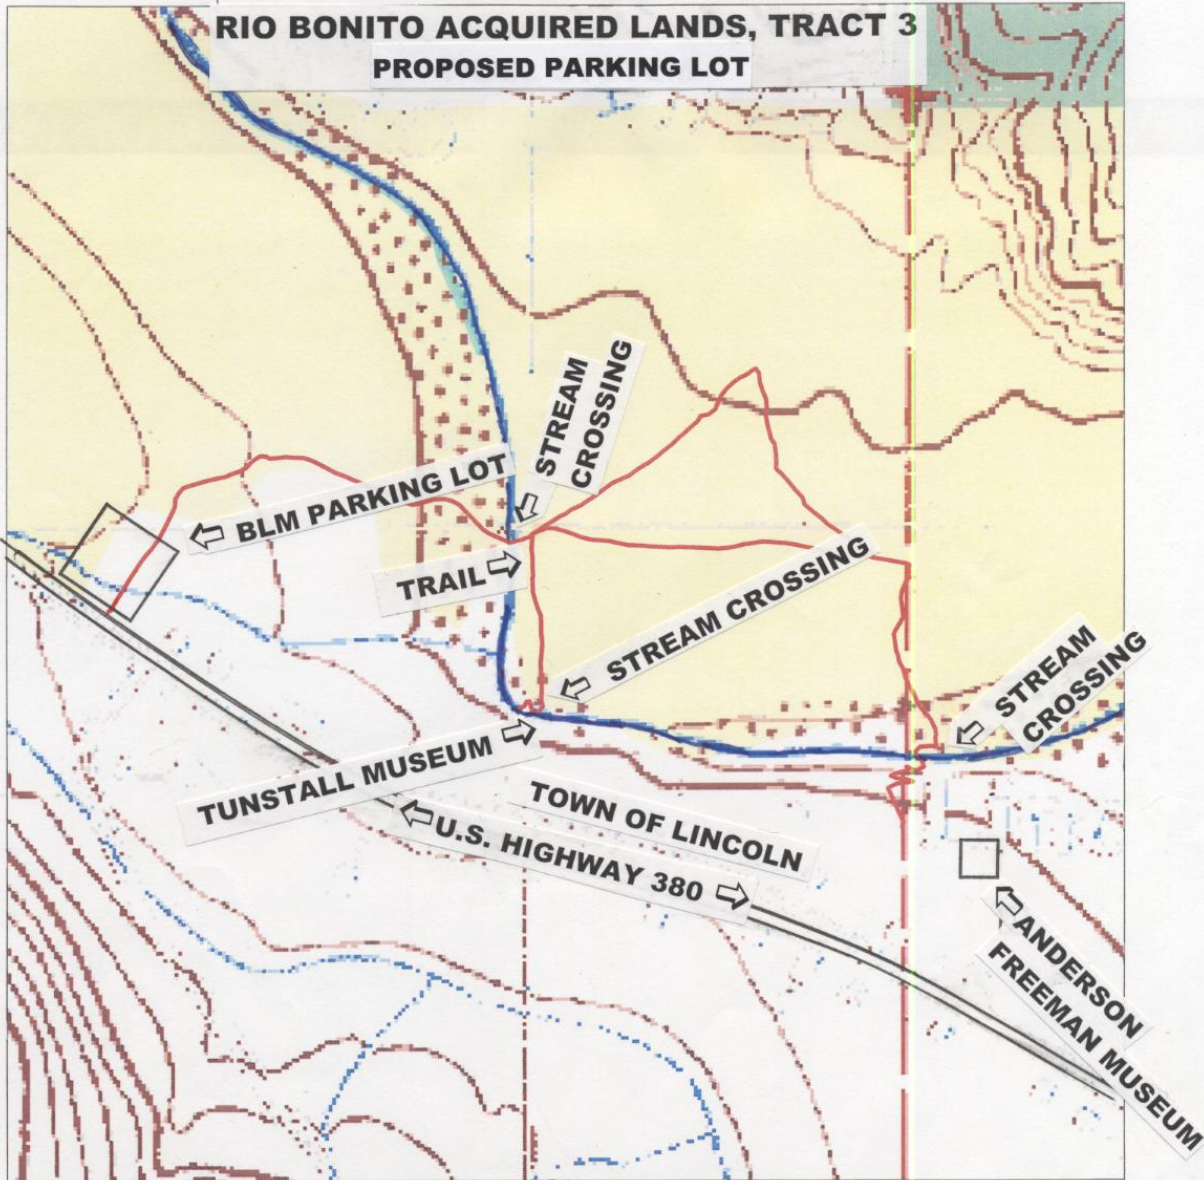 RIO BONITO ACQUIRED LANDS, TRACT 3
PROPOSED PARKING LOT
STREAM
CROSSING
BLM PARKING LOT
TRAIL
STREAM CROSSING
STREAM
CROSSING
TUNSTALL MUSEUM
TOWN OF LINCOLN
U.S. HIGHWAY 380
ANDERSON
FREEMAN MUSEUM